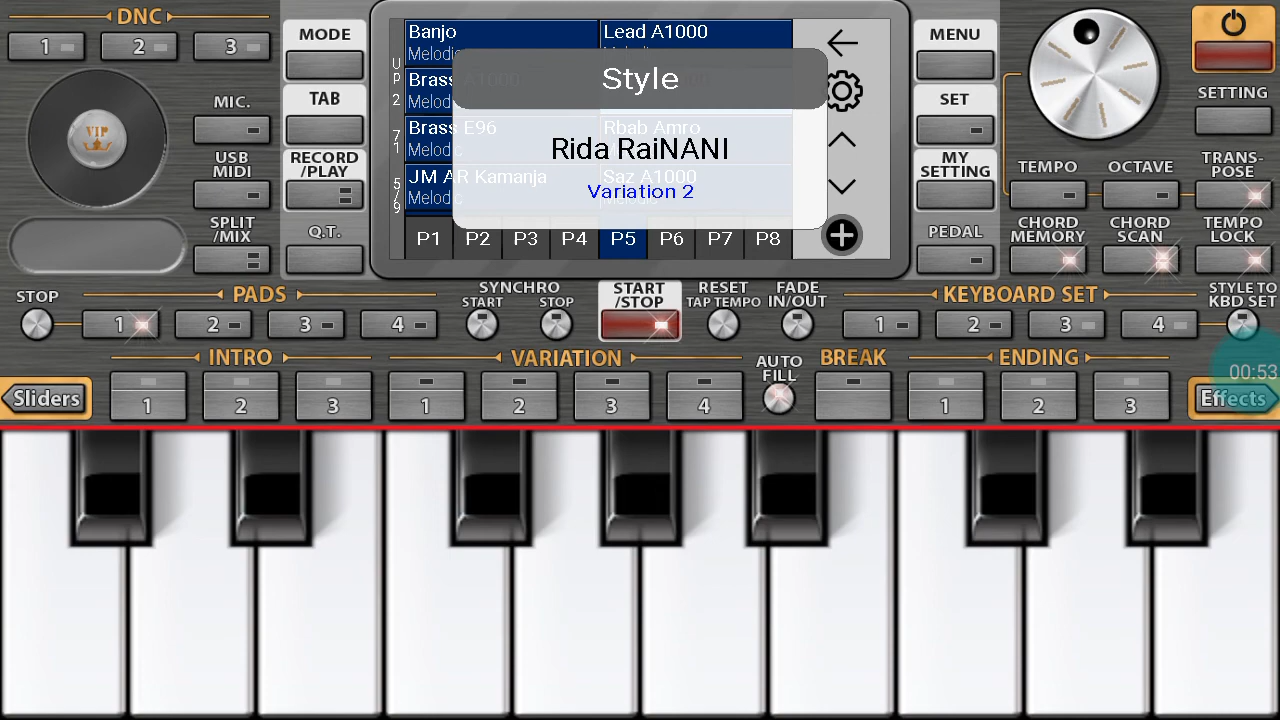 DNC
1
2
3
VIP
MIC.
USB
MIDI
SPLIT
/MIX
MODE
TAB
RECORD
/PLAY
Q.T.
Banjo
Melodic
Lead A1000
U
P
2
Brass A1000
Melodic
7
1
Brass E96
Melodic
Rbab Amro
5
/
9
JM AR Kamanja
Melodic
Saz A1000
Melodic
Style
Rida RaiNANI
Variation 2
P1
P2
P3
P4
P5
P6
P7
P8
MENU
SET
MY
SETTING
PEDAL
SETTING
TEMPO
OCTAVE
TRANS-
POSE
CHORD
MEMORY
CHORD
SCAN
TEMPO
LOCK
STOP
PADS
1
2
3
4
SYNCHRO
START
STOP
START
/STOP
RESET
TAP TEMPO
FADE
IN/OUT
KEYBOARD SET
1
2
3
4
STYLE TO
KBD SET
INTRO
1
2
3
VARIATION
1
2
3
4
AUTO
FILL
BREAK
ENDING
1
2
3
00:53
Sliders
Effects